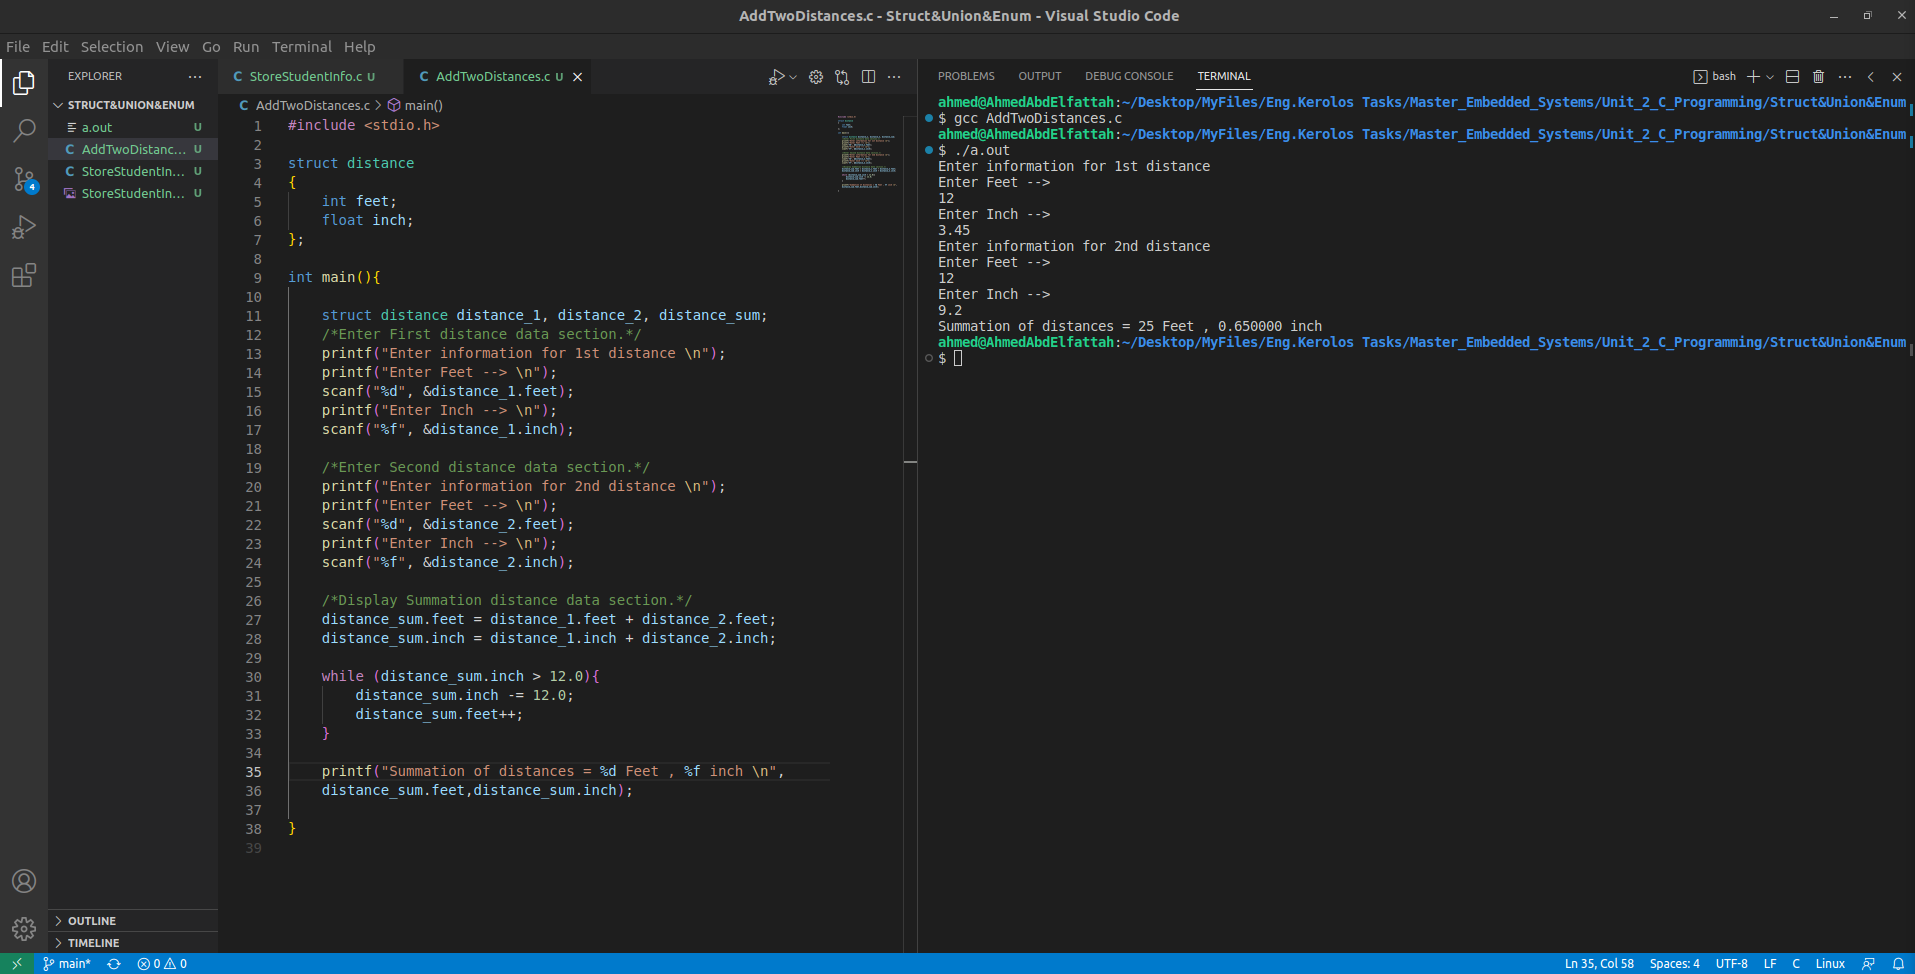 AddTwoDistances.c - Struct&Union&Enum - Visual Studio Code
File Edit Selection View Go Run Terminal Help
EXPLORER
STRUCT&UNION&ENUM
a.out U
AddTwoDistanc... U
StoreStudentIn... U
StoreStudentIn... U
4
OUTLINE
TIMELINE
C StoreStudentInfo.c U
C AddTwoDistances.c U
C AddTwoDistances.c > main()
1 #include <stdio.h>
2
3 struct distance
4 {
5 int feet;
6 float inch;
7 };
8
9 int main(){
10
11 struct distance distance_1, distance_2, distance_sum;
12 /*Enter First distance data section.*/
13 printf("Enter information for 1st distance \n");
14 printf("Enter Feet --> \n");
15 scanf("%d", &distance_1.feet);
16 printf("Enter Inch --> \n");
17 scanf("%f", &distance_1.inch);
18
19 /*Enter Second distance data section.*/
20 printf("Enter information for 2nd distance \n");
21 printf("Enter Feet --> \n");
22 scanf("%d", &distance_2.feet);
23 printf("Enter Inch --> \n");
24 scanf("%f", &distance_2.inch);
25
26 /*Display Summation distance data section.*/
27 distance_sum.feet = distance_1.feet + distance_2.feet;
28 distance_sum.inch = distance_1.inch + distance_2.inch;
29
30 while (distance_sum.inch > 12.0){
31 distance_sum.inch -= 12.0;
32 distance_sum.feet++;
33 }
34
35 printf("Summation of distances = %d Feet , %f inch \n",
36 distance_sum.feet,distance_sum.inch);
37
38 }
39
PROBLEMS OUTPUT DEBUG CONSOLE TERMINAL
bash
ahmed@AhmedAbdElfattah:~/Desktop/MyFiles/Eng.Kerolos Tasks/Master_Embedded_Systems/Unit_2_C_Programming/Struct&Union&Enum
$ gcc AddTwoDistances.c
ahmed@AhmedAbdElfattah:~/Desktop/MyFiles/Eng.Kerolos Tasks/Master_Embedded_Systems/Unit_2_C_Programming/Struct&Union&Enum
$ ./a.out
Enter information for 1st distance
Enter Feet -->
12
Enter Inch -->
3.45
Enter information for 2nd distance
Enter Feet -->
12
Enter Inch -->
9.2
Summation of distances = 25 Feet , 0.650000 inch
ahmed@AhmedAbdElfattah:~/Desktop/MyFiles/Eng.Kerolos Tasks/Master_Embedded_Systems/Unit_2_C_Programming/Struct&Union&Enum
$
main* 0 0
Ln 35, Col 58 Spaces: 4 UTF-8 LF C Linux